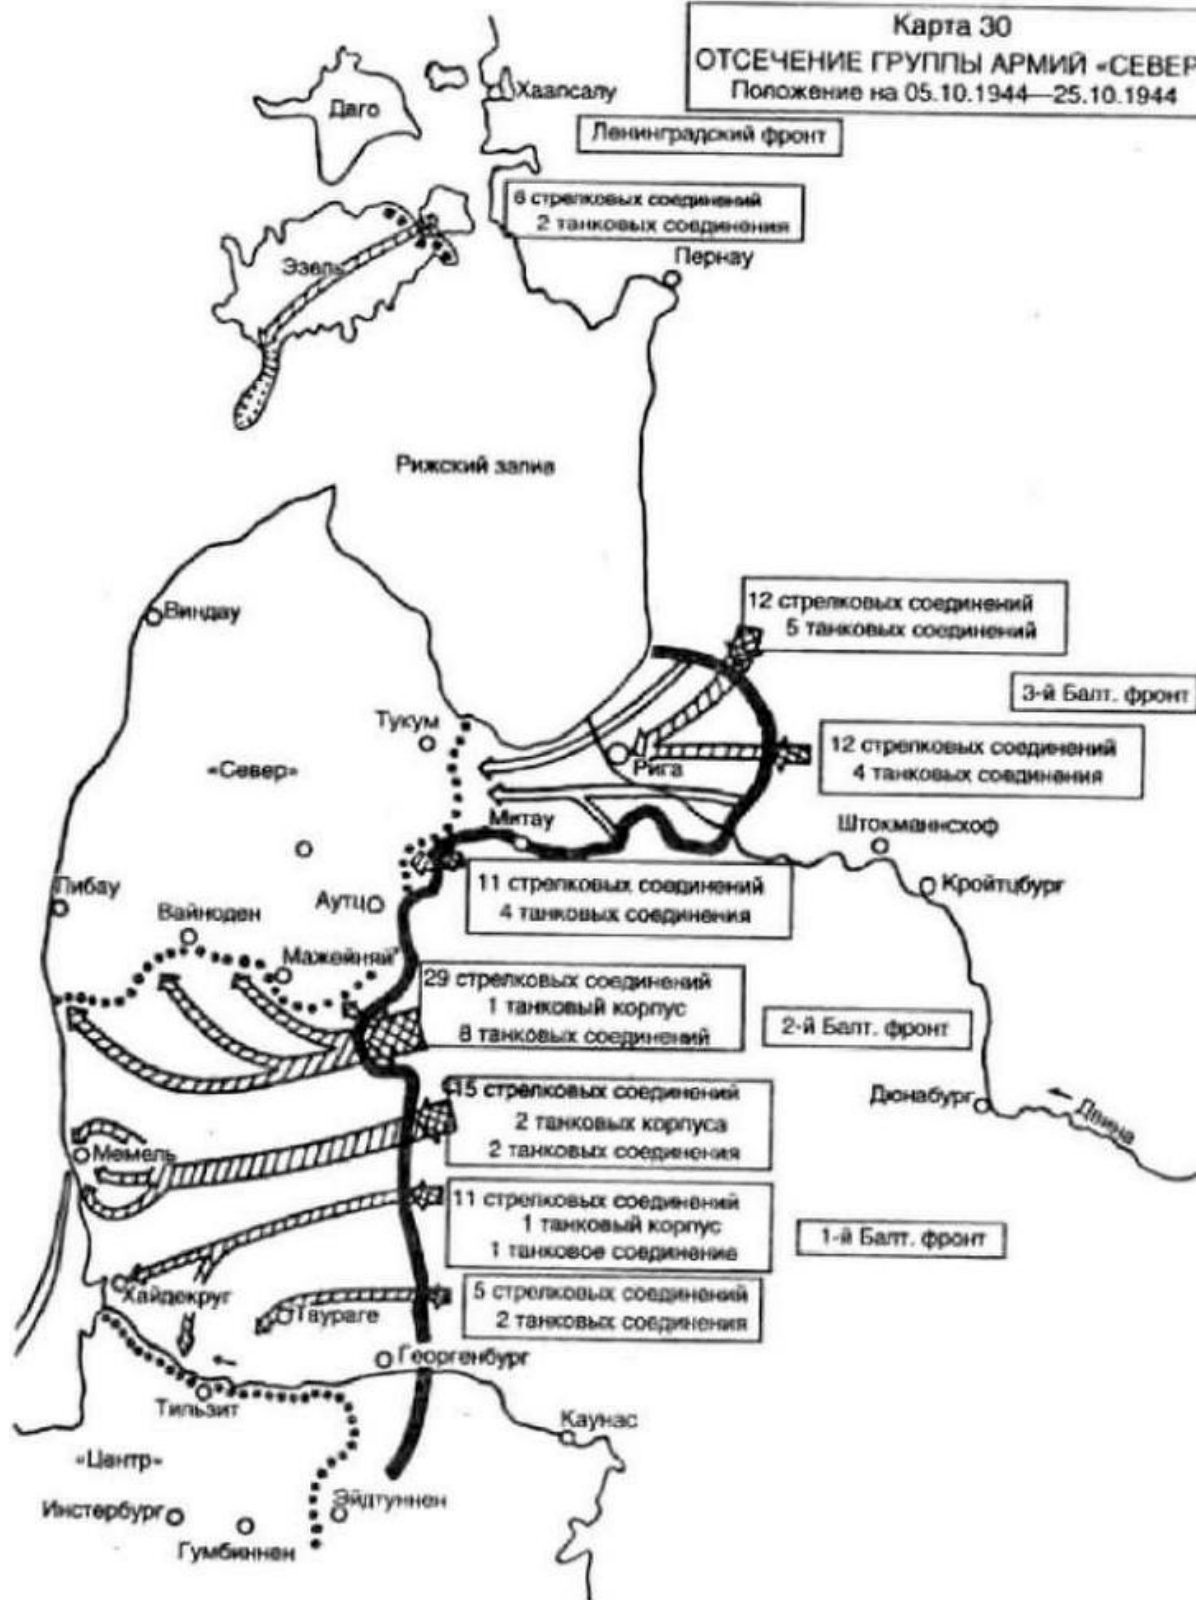 Карта 30
ОТСЕЧЕНИЕ ГРУППЫ АРМИЙ «СЕВЕР
Положение на 05.10.1944—25.10.1944
Хаапсалу
Даго
Ленинградский фронт
6 стрелковых соединений
2 танковых соединения
Пернау
Эзель
Рижский залив
Виндау
12 стрелковых соединений
5 танковых соединений
3-й Балт. фронт
Тукум
12 стрелковых соединений
4 танковых соединения
«Север»
Рига
Митау
Штокманнсхоф
Кройтцбург
11 стрелковых соединений
4 танковых соединения
Либау
Аутц
Вайноден
Мажейняй
29 стрелковых соединений
1 танковый корпус
8 танковых соединений
2-й Балт. фронт
Дюнабург
Двина
15 стрелковых соединений
2 танковых корпуса
2 танковых соединения
Мемель
11 стрелковых соединений
1 танковый корпус
1 танковое соединение
1-й Балт. фронт
Хайдекруг
5 стрелковых соединений
2 танковых соединения
Таураге
Георгенбург
Тильзит
Каунас
«Центр»
Инстербург
Эйдтуннен
Гумбиннен